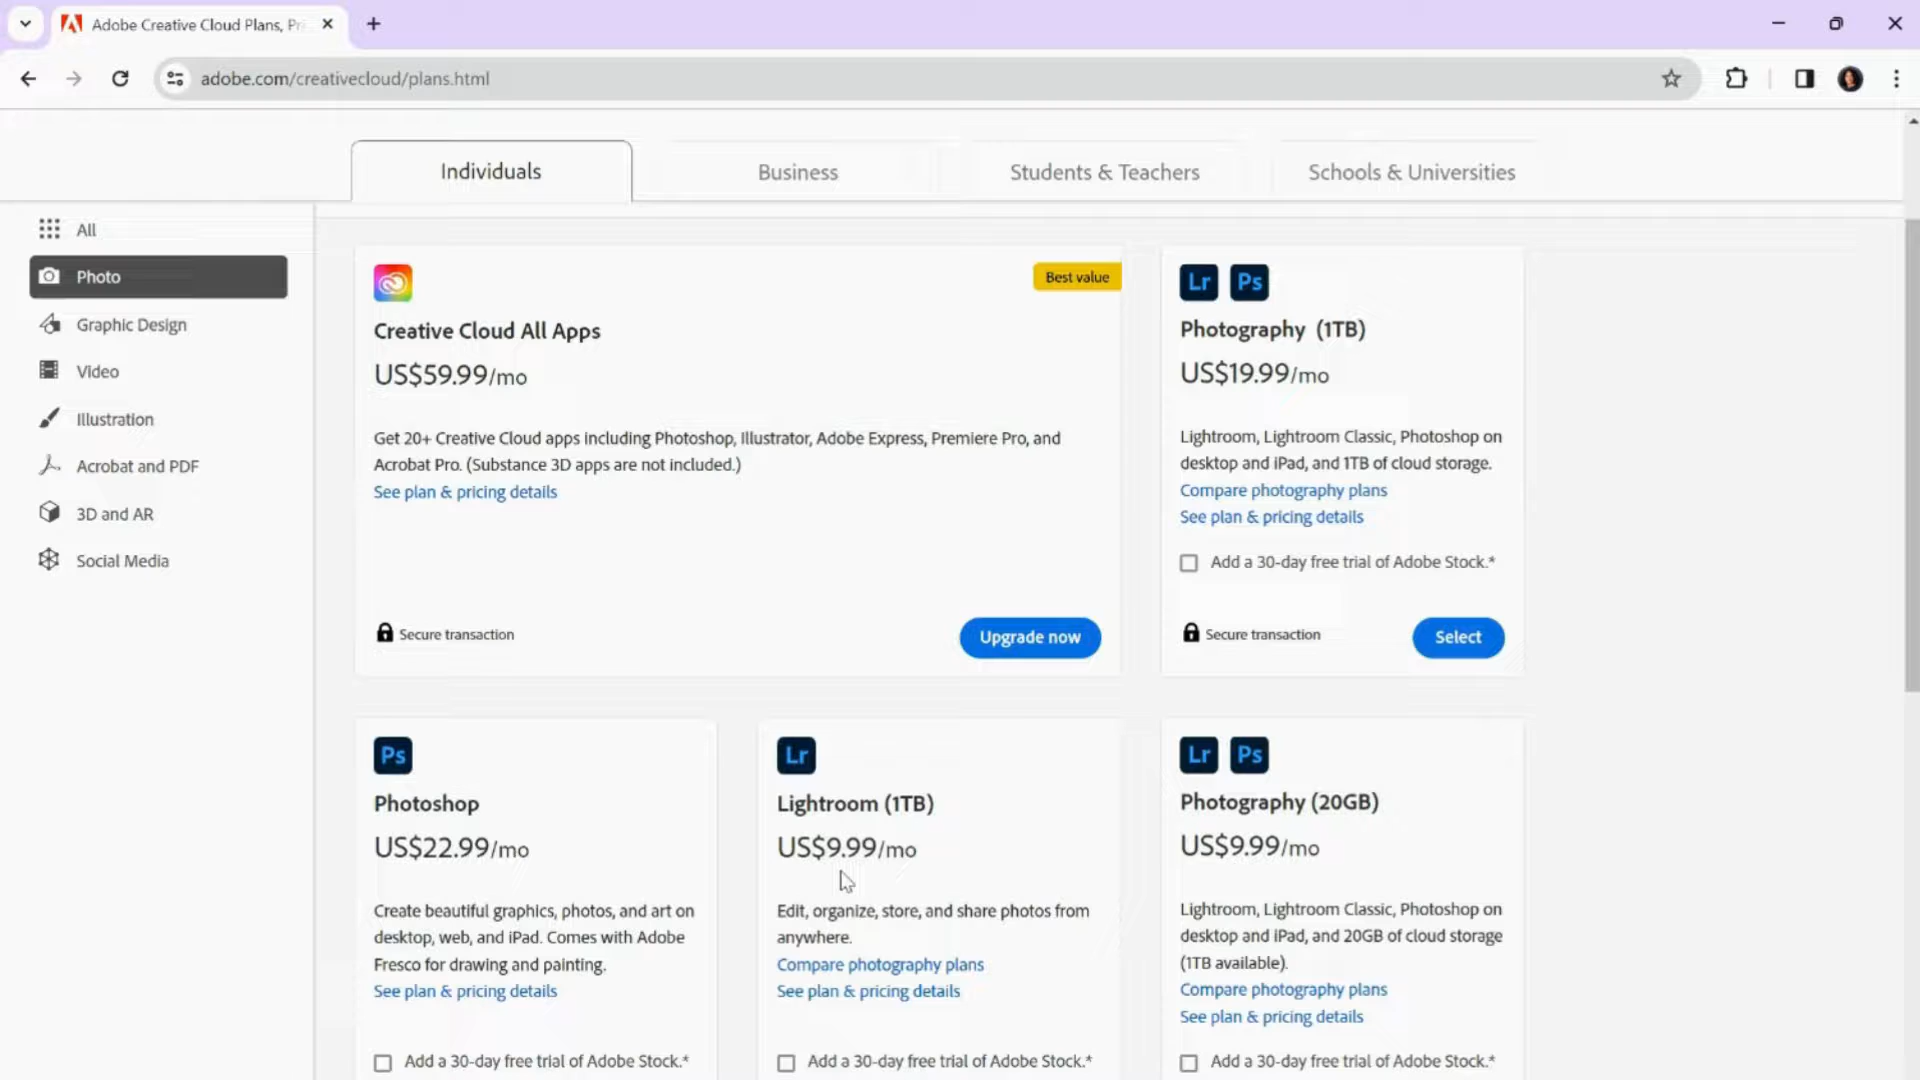 Adobe Creative Cloud Plans, Pr
adobe.com/creativecloud/plans.html
Individuals
Business
Students & Teachers
Schools & Universities
All
Photo
Graphic Design
Video
Illustration
Acrobat and PDF
3D and AR
Social Media
Best value
Creative Cloud All Apps
US$59.99/mo
Get 20+ Creative Cloud apps including Photoshop, Illustrator, Adobe Express, Premiere Pro, and
Acrobat Pro. (Substance 3D apps are not included.)
See plan & pricing details
Secure transaction
Upgrade now
Lr Ps
Photography (1TB)
US$19.99/mo
Lightroom, Lightroom Classic, Photoshop on
desktop and iPad, and 1TB of cloud storage.
Compare photography plans
See plan & pricing details
Add a 30-day free trial of Adobe Stock.*
Secure transaction
Select
Ps
Photoshop
US$22.99/mo
Create beautiful graphics, photos, and art on
desktop, web, and iPad. Comes with Adobe
Fresco for drawing and painting.
See plan & pricing details
Add a 30-day free trial of Adobe Stock.*
Lr
Lightroom (1TB)
US$9.99/mo
Edit, organize, store, and share photos from
anywhere.
Compare photography plans
See plan & pricing details
Add a 30-day free trial of Adobe Stock.*
Lr Ps
Photography (20GB)
US$9.99/mo
Lightroom, Lightroom Classic, Photoshop on
desktop and iPad, and 20GB of cloud storage
(1TB available).
Compare photography plans
See plan & pricing details
Add a 30-day free trial of Adobe Stock.*